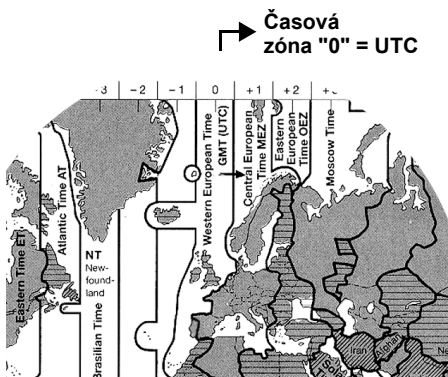 Časová
zóna "0" = UTC
- 3 - 2 - 1 0 + 1 + 2
Eastern Time ET
Atlantic Time AT
NT
New-
found-
land
Brasilian Time
Western European Time
GMT (UTC)
Central European
Time MEZ
Eastern
European
Time OEZ
Moscow Time
Iran
Afghan